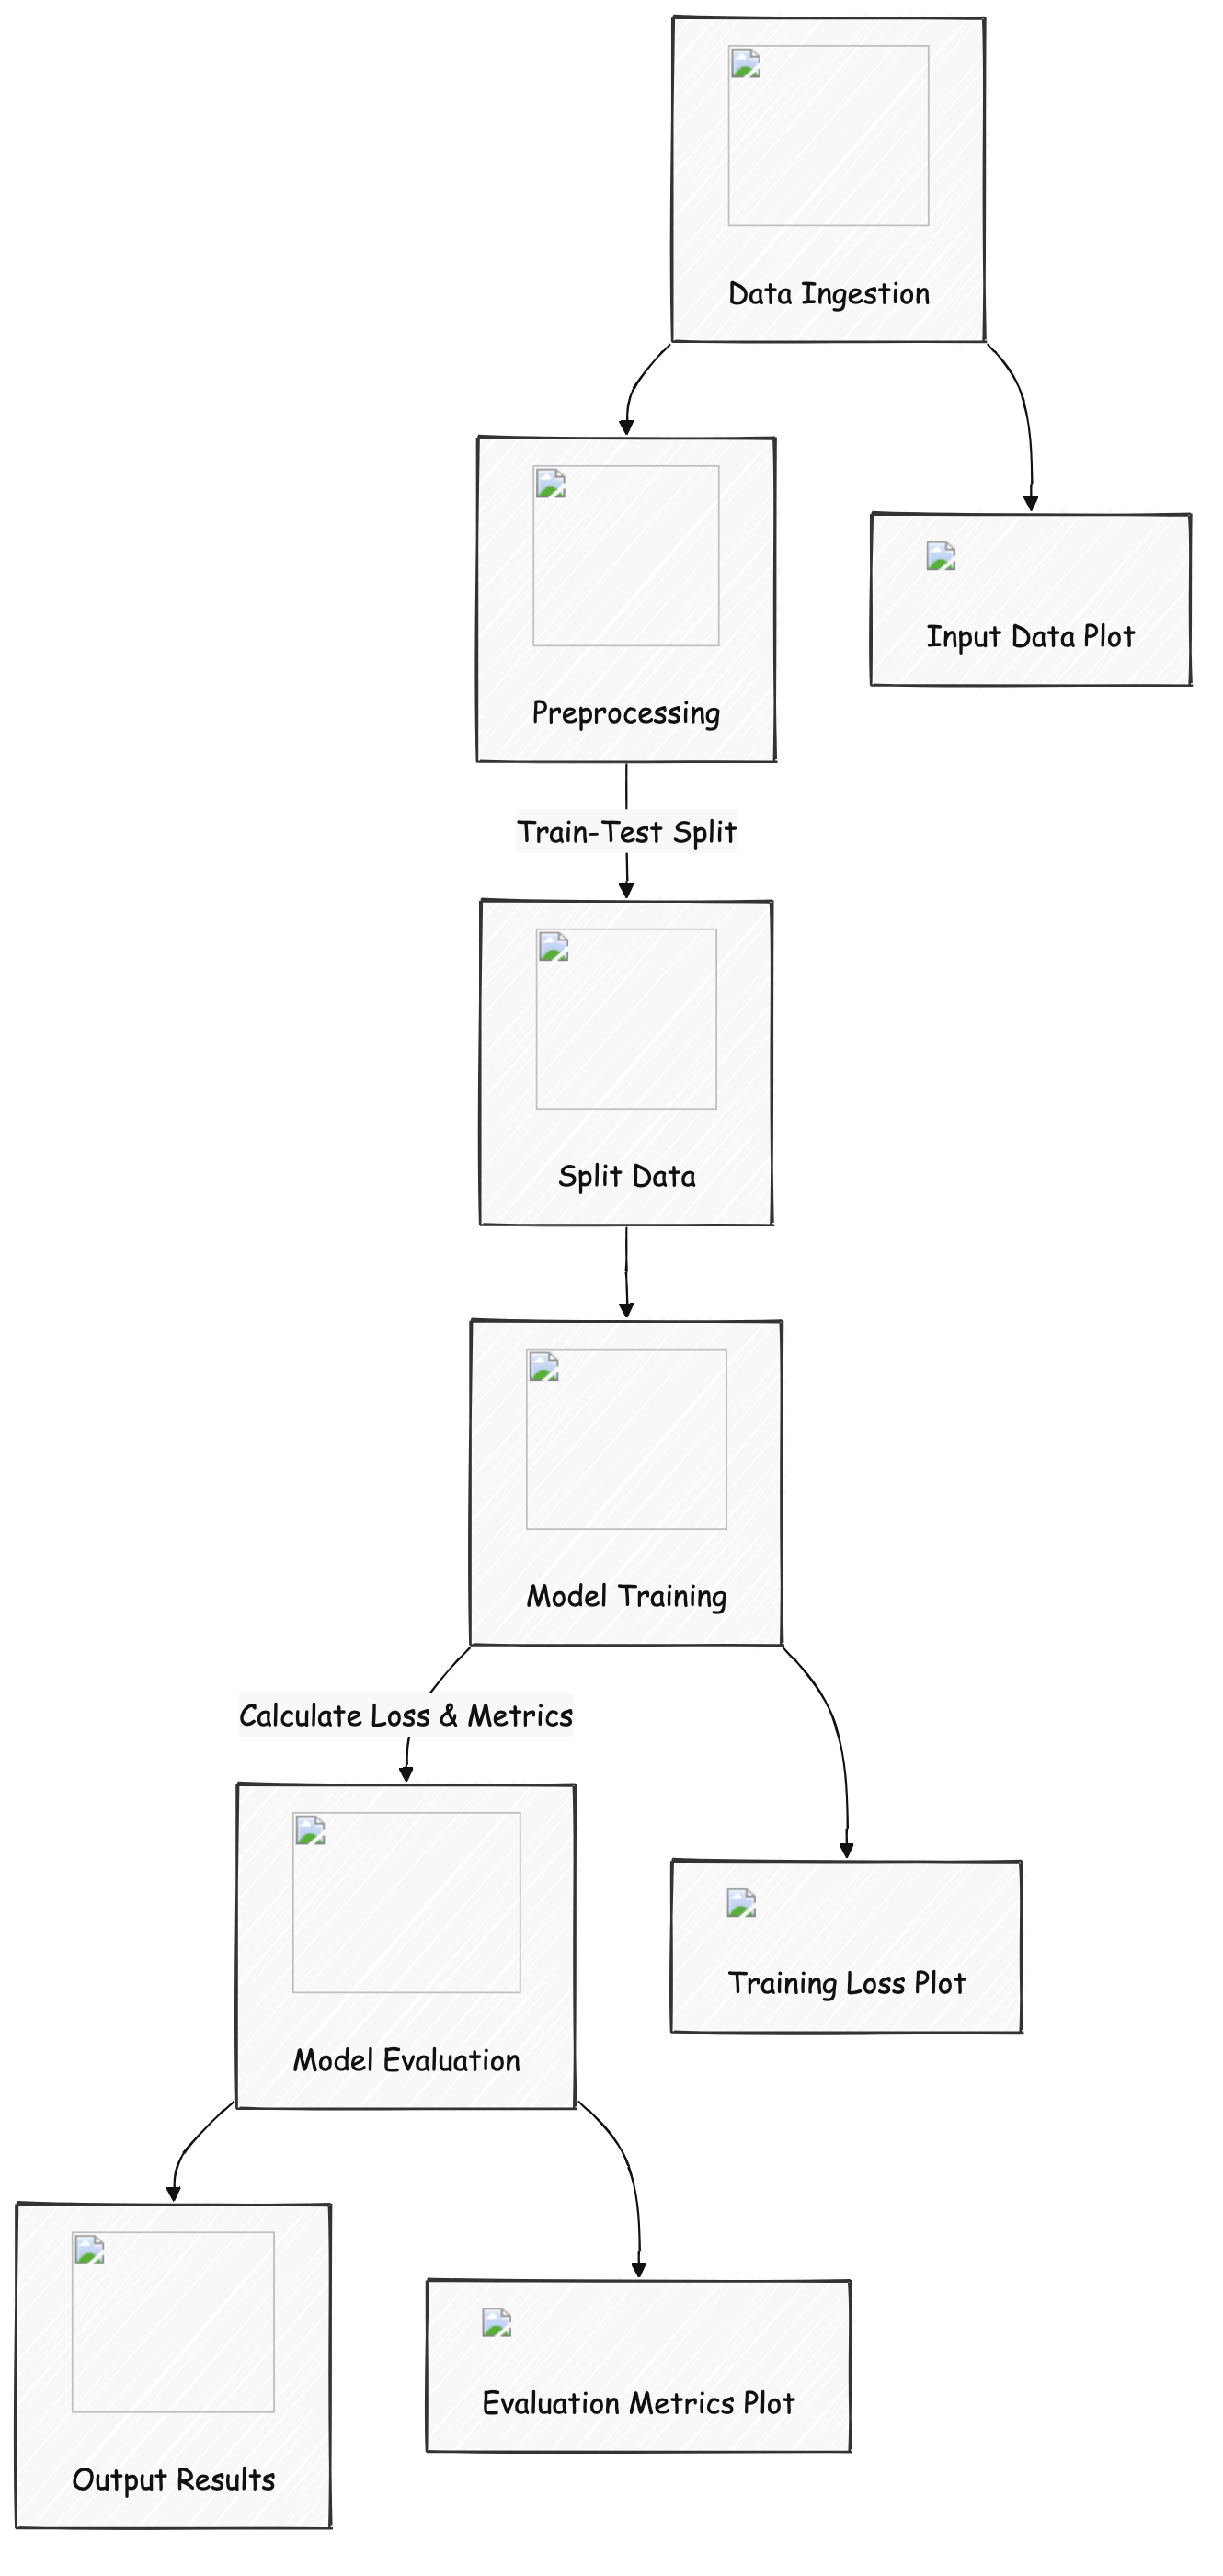 Data Ingestion
Preprocessing
Input Data Plot
Train-Test Split
Split Data
Model Training
Calculate Loss & Metrics
Model Evaluation
Training Loss Plot
Output Results
Evaluation Metrics Plot